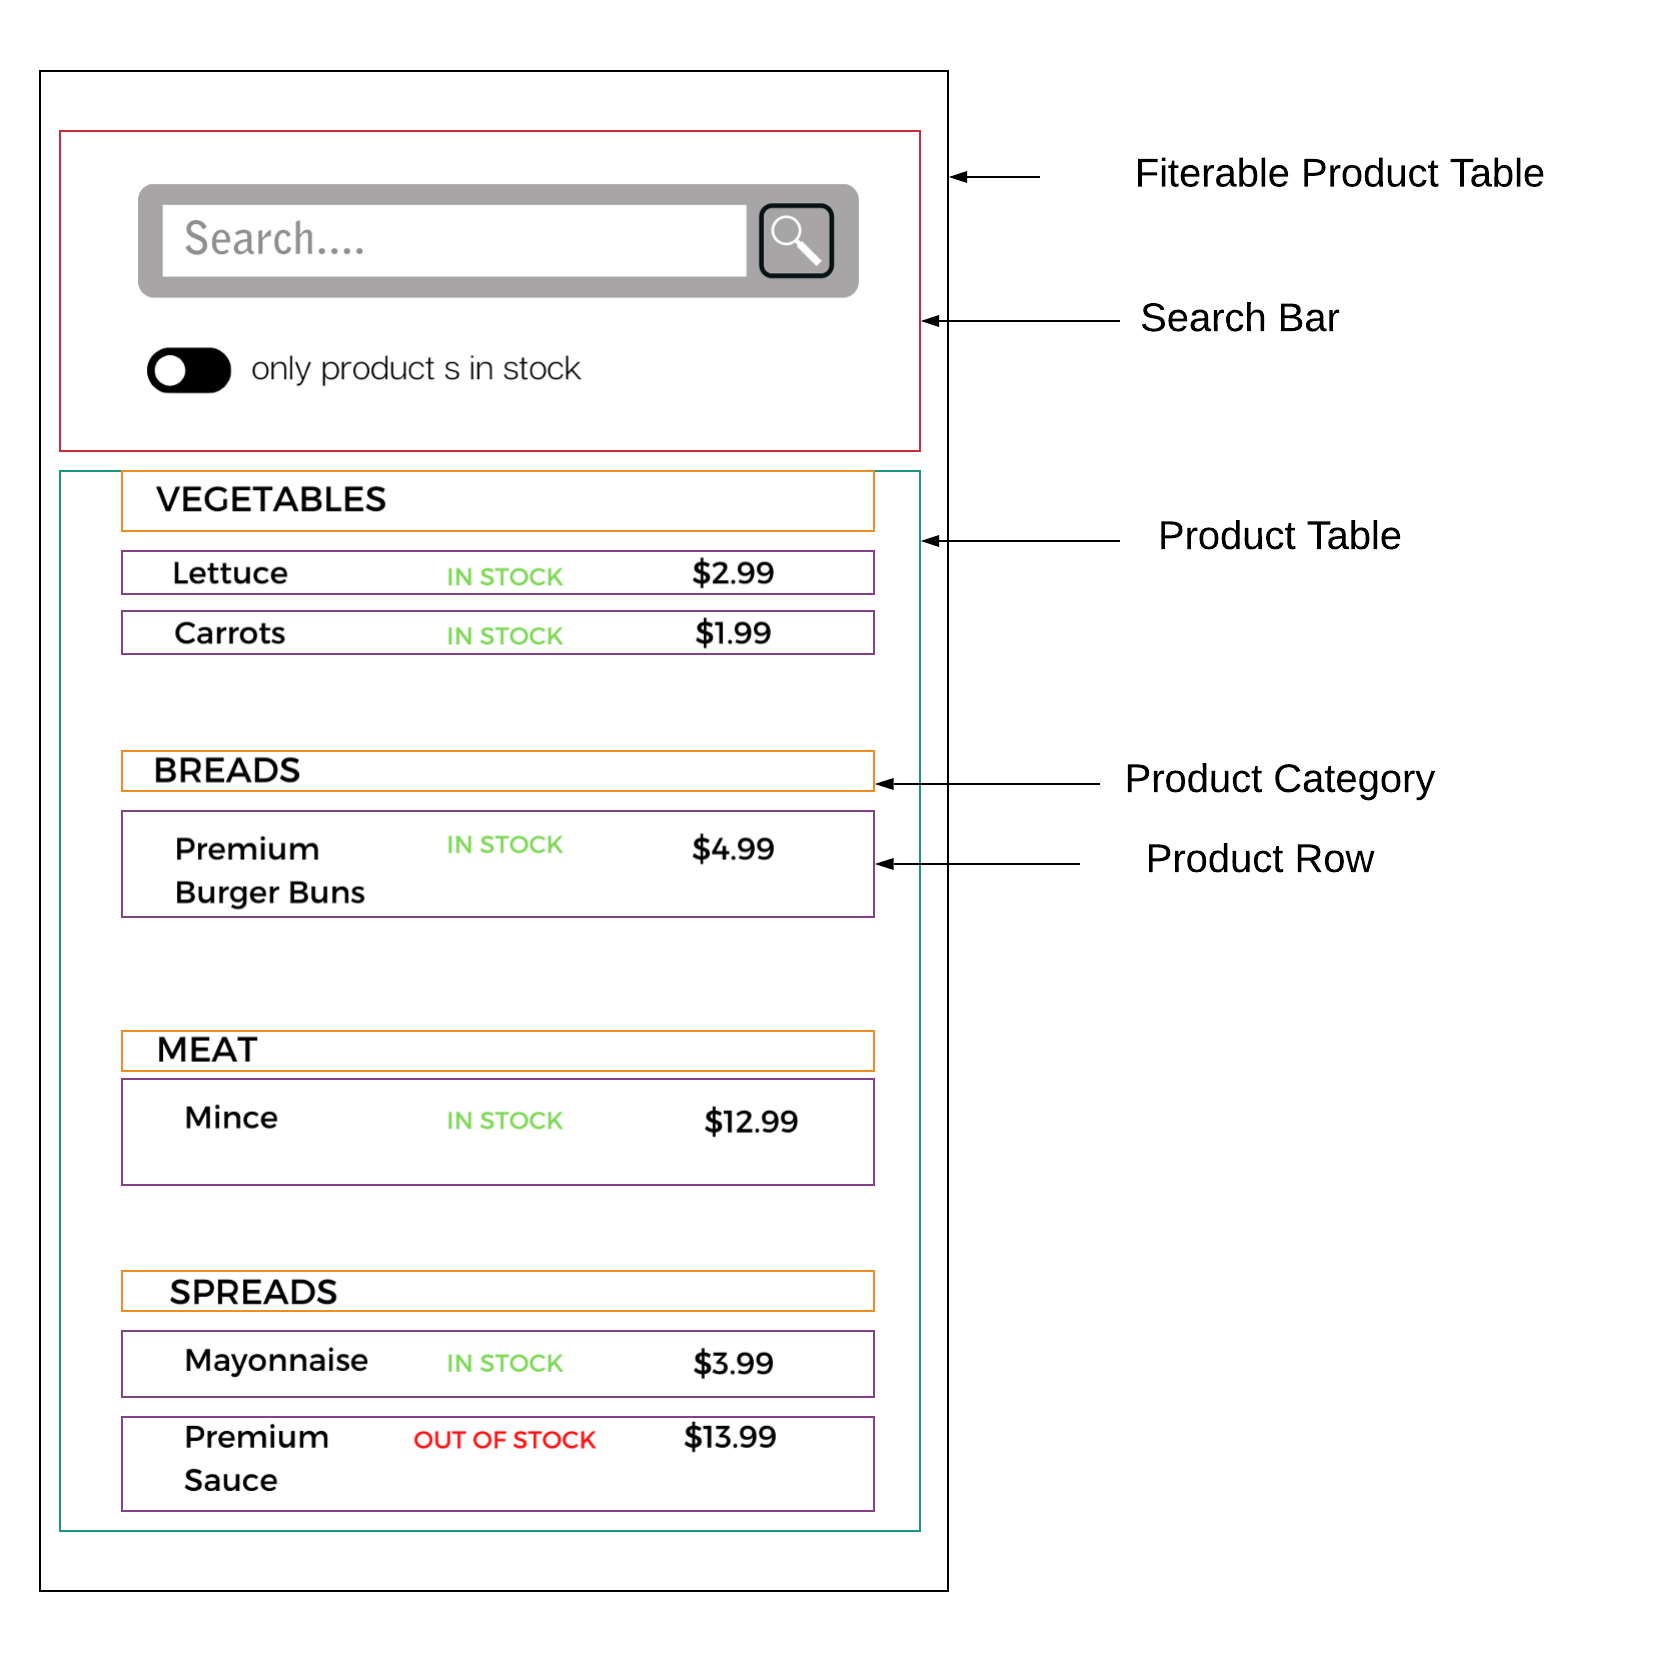 Fiterable Product Table
Search....
Search Bar
only product s in stock
VEGETABLES
Product Table
Lettuce IN STOCK $2.99
Carrots IN STOCK $1.99
BREADS
Product Category
Premium IN STOCK $4.99
Burger Buns
Product Row
MEAT
Mince IN STOCK $12.99
SPREADS
Mayonnaise IN STOCK $3.99
Premium OUT OF STOCK $13.99
Sauce